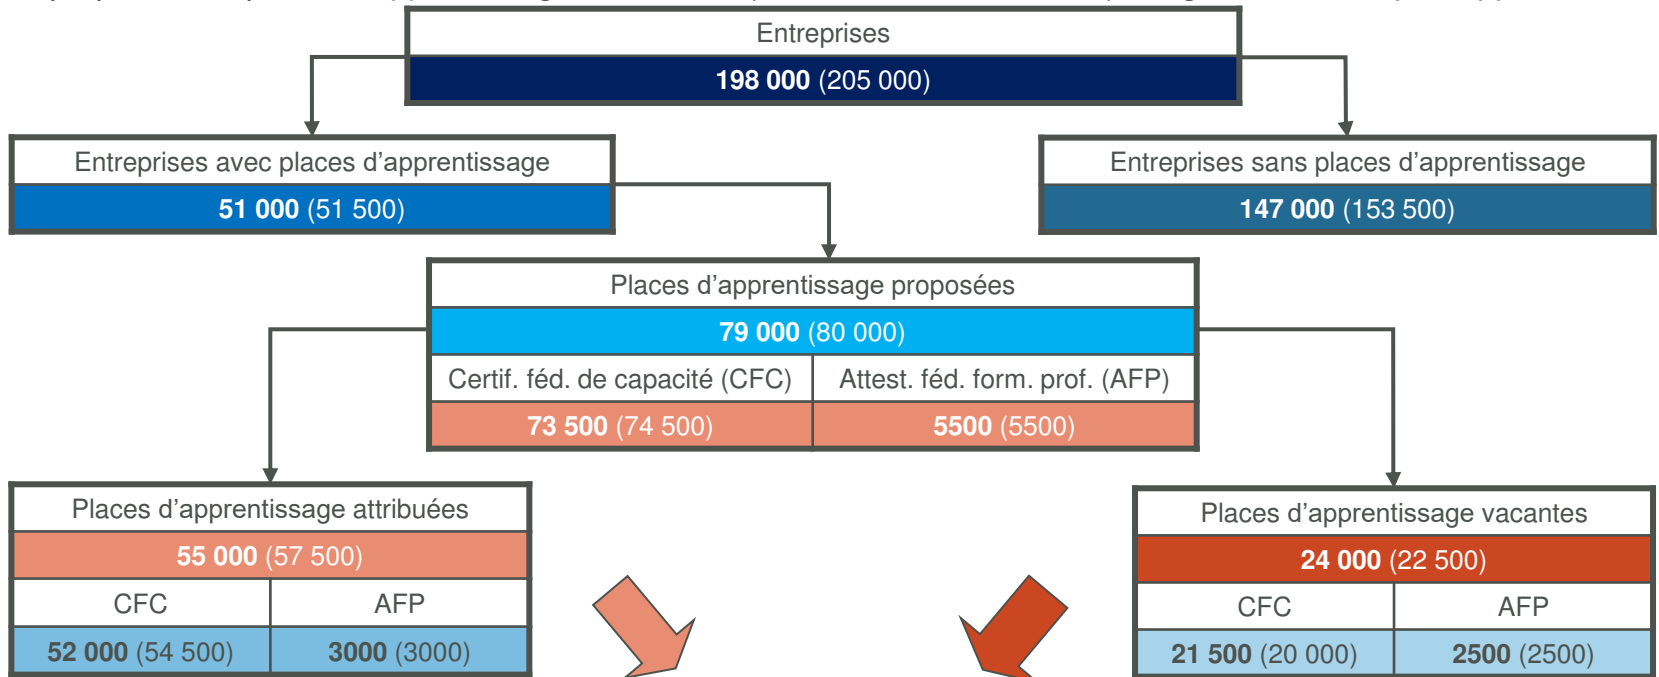 Entreprises
198 000 (205 000)
Entreprises avec places d’apprentissage
51 000 (51 500)
Entreprises sans places d’apprentissage
147 000 (153 500)
Places d’apprentissage proposées
79 000 (80 000)
Certif. féd. de capacité (CFC)
Attest. féd. form. prof. (AFP)
73 500 (74 500)
5500 (5500)
Places d’apprentissage attribuées
55 000 (57 500)
CFC
AFP
52 000 (54 500)
3000 (3000)
Places d’apprentissage vacantes
24 000 (22 500)
CFC
AFP
21 500 (20 000)
2500 (2500)